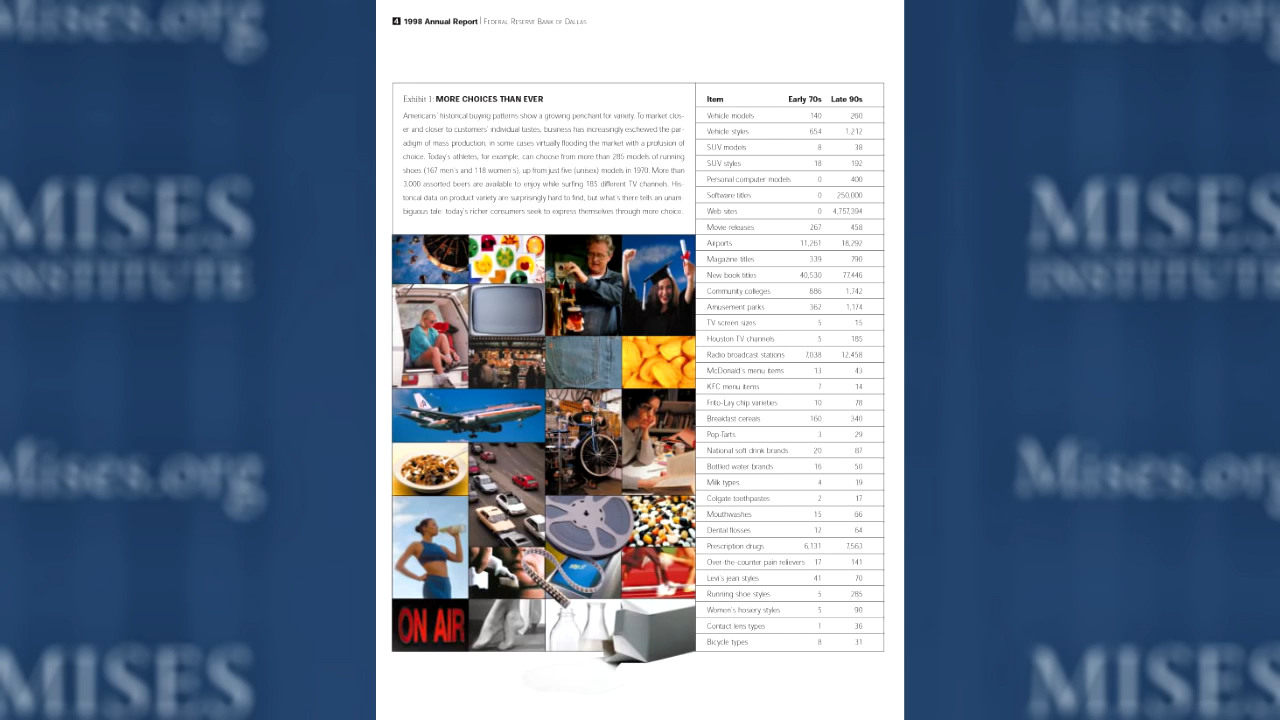 4 1998 Annual Report | FEDERAL RESERVE BANK OF DALLAS
Exhibit 1: MORE CHOICES THAN EVER
Americans' historical buying patterns show a growing penchant for variety. To market clos-
er and closer to customers' individual tastes, business has increasingly eschewed the par-
adigm of mass production, in some cases virtually flooding the market with a profusion of
choice. Today's athletes, for example, can choose from more than 285 models of running
shoes (167 men's and 118 women's), up from just five (unisex) models in 1970. More than
3,000 assorted beers are available to enjoy while surfing 185 different TV channels. His-
torical data on product variety are surprisingly hard to find, but what's there tells an unam-
biguous tale: today's richer consumers seek to express themselves through more choice.
Item Early 70s Late 90s
Vehicle models 140 260
Vehicle styles 654 1,212
SUV models 8 38
SUV styles 18 192
Personal computer models 0 400
Software titles 0 250,000
Web sites 0 4,757,394
Movie releases 267 458
Airports 11,261 18,292
Magazine titles 339 790
New book titles 40,530 77,446
Community colleges 886 1,742
Amusement parks 362 1,174
TV screen sizes 5 15
Houston TV channels 5 185
Radio broadcast stations 7,038 12,458
McDonald's menu items 13 43
KFC menu items 7 14
Frito-Lay chip varieties 10 78
Breakfast cereals 160 340
Pop-Tarts 3 29
National soft drink brands 20 87
Bottled water brands 16 50
Milk types 4 19
Colgate toothpastes 2 17
Mouthwashes 15 66
Dental flosses 12 64
Prescription drugs 6,131 7,563
Over-the-counter pain relievers 17 141
Levi's jean styles 41 70
Running shoe styles 5 285
Women's hosiery styles 5 90
Contact lens types 1 36
Bicycle types 8 31
ON AIR
Mises.org
MISES
INSTITUTE
Mises.org
MISES
Mises.org
MISES
INSTITUTE
Mises.org
MISES